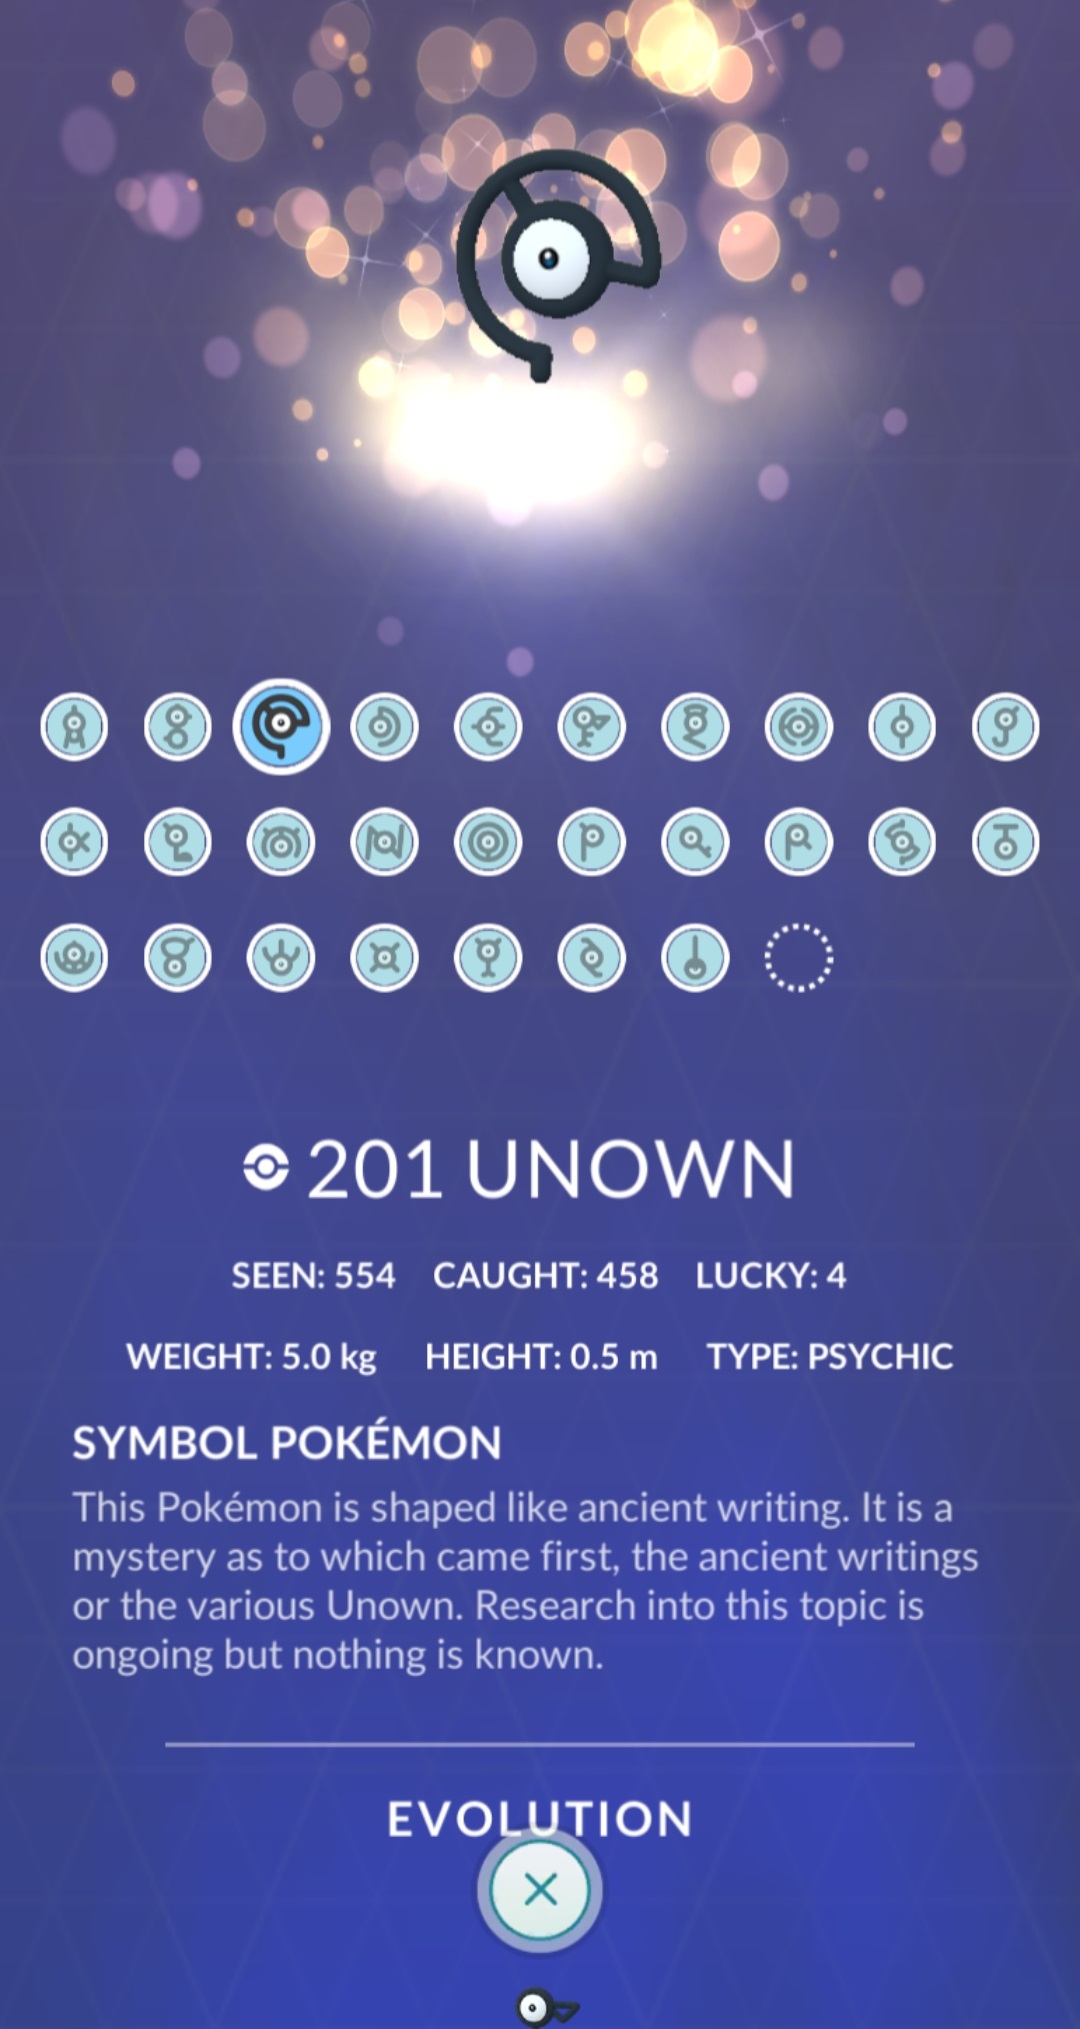 201 UNOWN
SEEN: 554 CAUGHT: 458 LUCKY: 4
WEIGHT: 5.0 kg HEIGHT: 0.5 m TYPE: PSYCHIC
SYMBOL POKÉMON
This Pokémon is shaped like ancient writing. It is a
mystery as to which came first, the ancient writings
or the various Unown. Research into this topic is
ongoing but nothing is known.
EVOLUTION